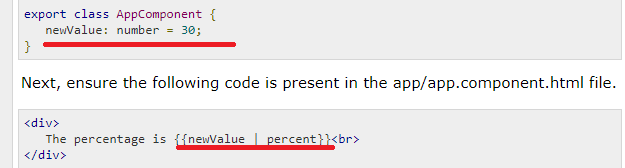 export class AppComponent {
newValue: number = 30;
}
Next, ensure the following code is present in the app/app.component.html file.
<div>
The percentage is {{newValue | percent}}<br>
</div>